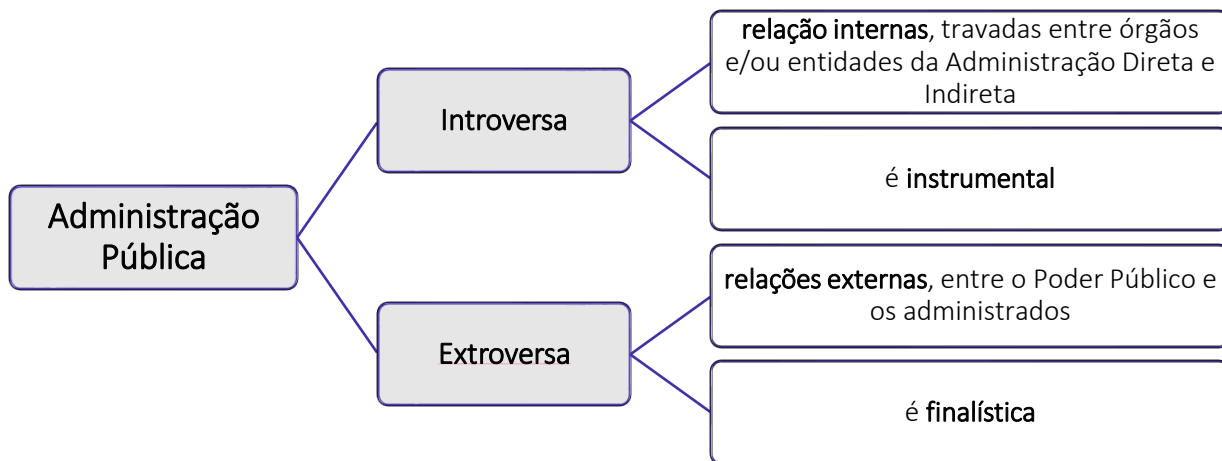 relação internas, travadas entre órgãos
e/ou entidades da Administração Direta e
Indireta
Introversa
é instrumental
Administração
Pública
relações externas, entre o Poder Público e
os administrados
Extroversa
é finalística